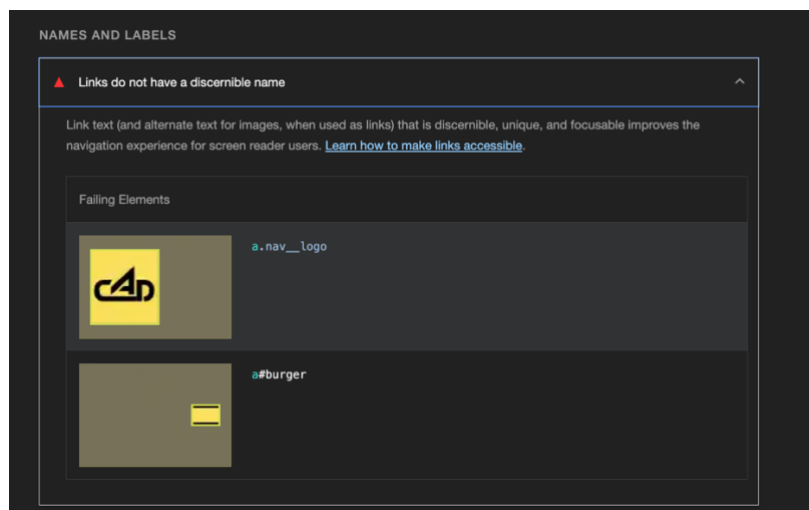 NAMES AND LABELS
Links do not have a discernible name
Link text (and alternate text for images, when used as links) that is discernible, unique, and focusable improves the
navigation experience for screen reader users. Learn how to make links accessible.
Failing Elements
a.nav__logo
CAD
a#burger